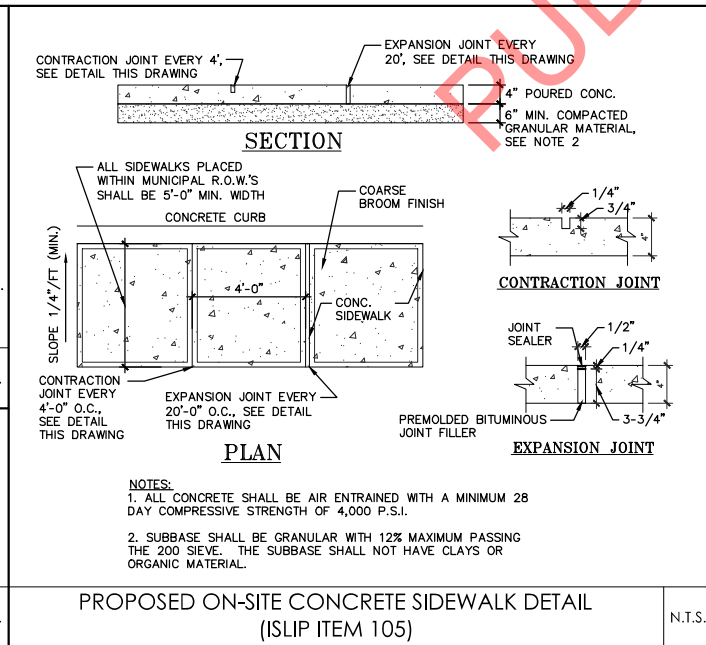 PUB
CONTRACTION JOINT EVERY 4',
SEE DETAIL THIS DRAWING
EXPANSION JOINT EVERY
20', SEE DETAIL THIS DRAWING
4" POURED CONC.
6" MIN. COMPACTED
GRANULAR MATERIAL,
SEE NOTE 2
SECTION
ALL SIDEWALKS PLACED
WITHIN MUNICIPAL R.O.W.'S
SHALL BE 5'-0" MIN. WIDTH
CONCRETE CURB
COARSE
BROOM FINISH
SLOPE 1/4"/FT (MIN.)
4'-0"
CONC.
SIDEWALK
CONTRACTION
JOINT EVERY
4'-0" O.C.,
SEE DETAIL
THIS DRAWING
EXPANSION JOINT EVERY
20'-0" O.C., SEE DETAIL
THIS DRAWING
PLAN
1/4"
3/4"
4"
CONTRACTION JOINT
JOINT
SEALER
1/2"
1/4"
4"
3-3/4"
PREMOLDED BITUMINOUS
JOINT FILLER
EXPANSION JOINT
NOTES:
1. ALL CONCRETE SHALL BE AIR ENTRAINED WITH A MINIMUM 28
DAY COMPRESSIVE STRENGTH OF 4,000 P.S.I.
2. SUBBASE SHALL BE GRANULAR WITH 12% MAXIMUM PASSING
THE 200 SIEVE. THE SUBBASE SHALL NOT HAVE CLAYS OR
ORGANIC MATERIAL.
PROPOSED ON-SITE CONCRETE SIDEWALK DETAIL
(ISLIP ITEM 105)
N.T.S.